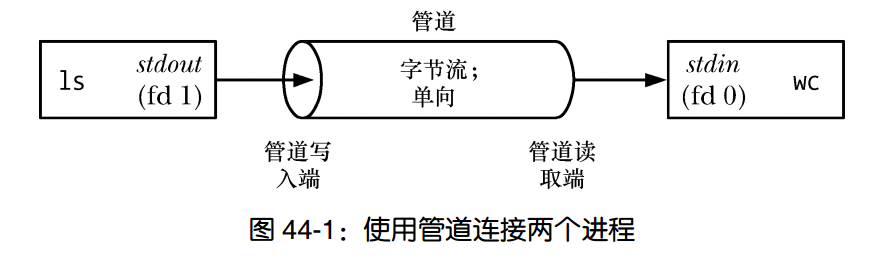 管道
ls
stdout
(fd 1)
字节流；
单向
stdin
(fd 0)
wc
管道写
入端
管道读
取端
图 44-1：使用管道连接两个进程